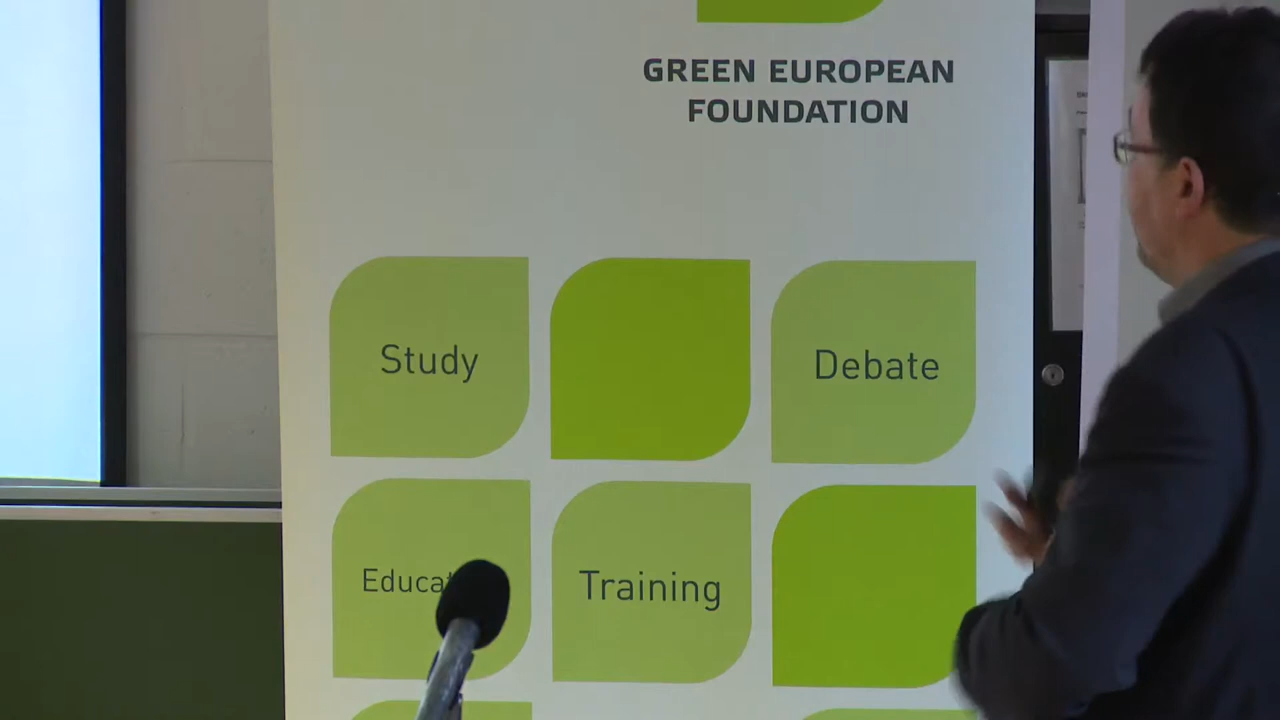 GREEN EUROPEAN
FOUNDATION
Study
Debate
Training